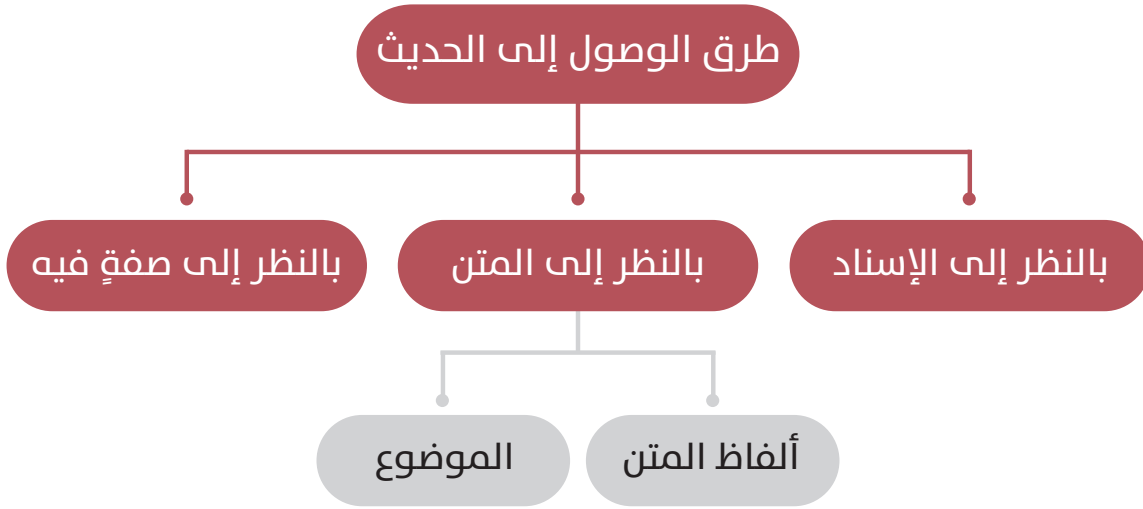 طرق الوصول إلى الحديث
بالنظر إلى الإسناد
بالنظر إلى المتن
بالنظر إلى صفةٍ فيه
ألفاظ المتن
الموضوع